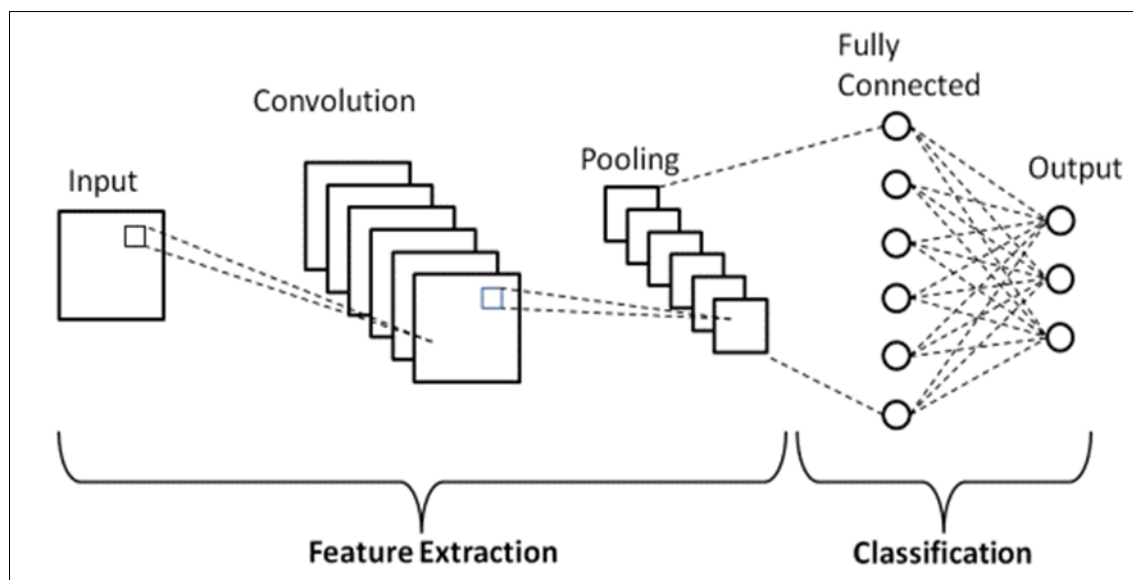 Input
Convolution
Pooling
Fully
Connected
Output
Feature Extraction
Classification